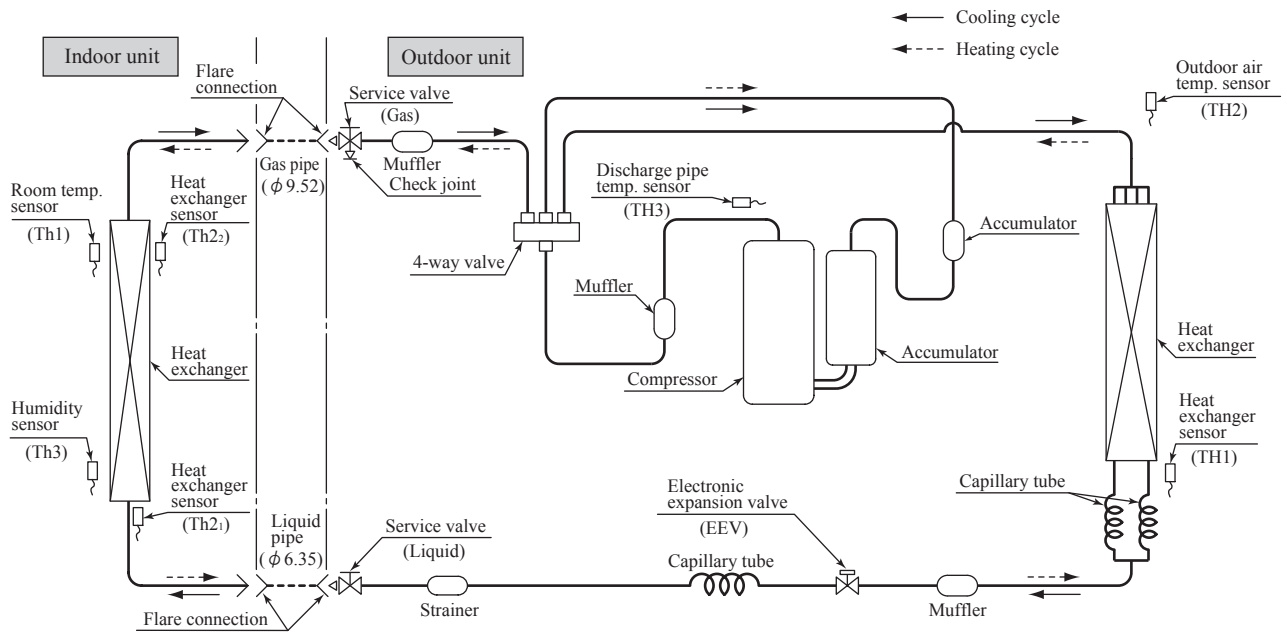 Cooling cycle
Heating cycle
Indoor unit
Outdoor unit
Flare
connection
Service valve
(Gas)
Outdoor air
temp. sensor
(TH2)
Gas pipe
(ϕ9.52)
Muffler
Check joint
Discharge pipe
temp. sensor
(TH3)
Room temp.
sensor
(Th1)
Heat
exchanger
sensor
(Th2₂)
4-way valve
Accumulator
Muffler
Heat
exchanger
Compressor
Accumulator
Heat
exchanger
Humidity
sensor
(Th3)
Heat
exchanger
sensor
(TH1)
Heat
exchanger
sensor
(Th2₁)
Liquid
pipe
(ϕ6.35)
Service valve
(Liquid)
Electronic
expansion valve
(EEV)
Capillary tube
Capillary tube
Flare connection
Strainer
Muffler